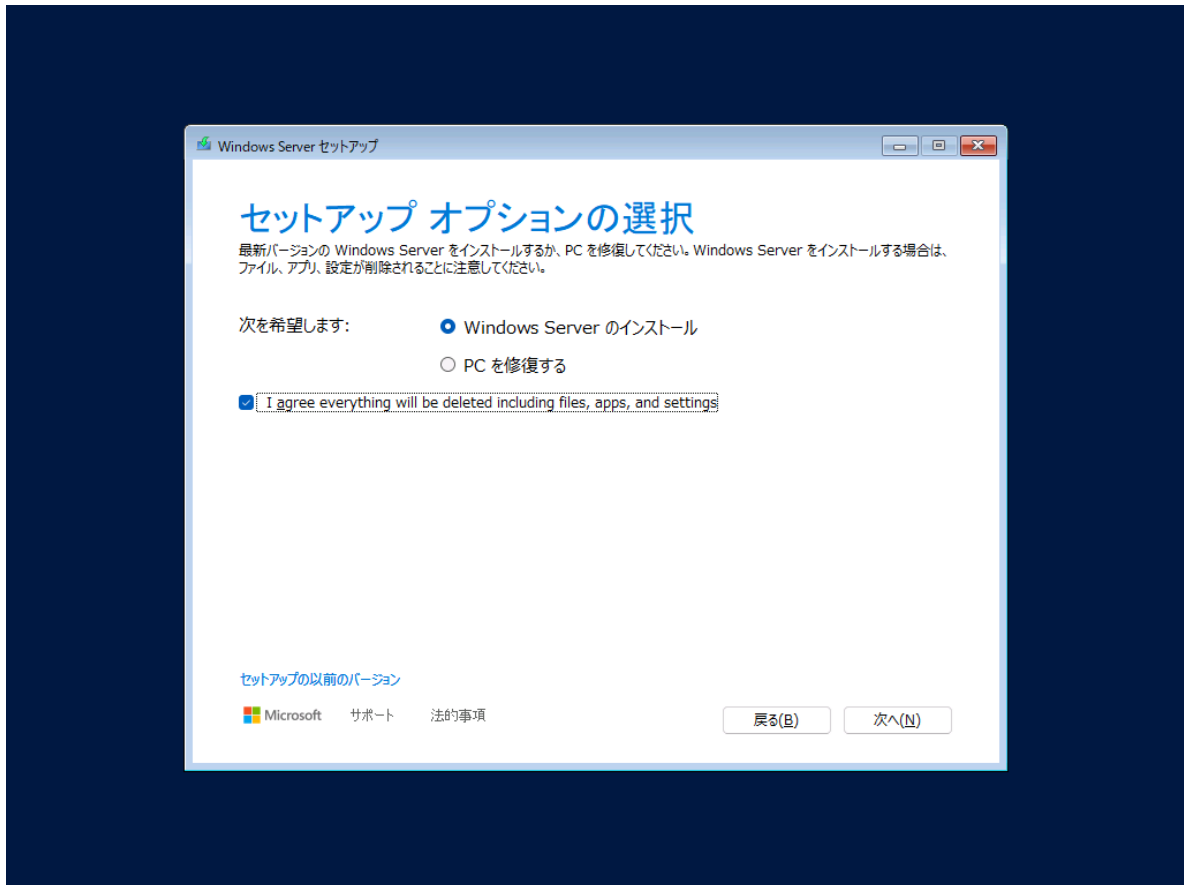 Windows Server セットアップ
セットアップ オプションの選択
最新バージョンの Windows Server をインストールするか、PC を修復してください。Windows Server をインストールする場合は、
ファイル、アプリ、設定が削除されることに注意してください。
次を希望します:
Windows Server のインストール
PC を修復する
I agree everything will be deleted including files, apps, and settings
セットアップの以前のバージョン
Microsoft サポート 法的事項
戻る(B) 次へ(N)